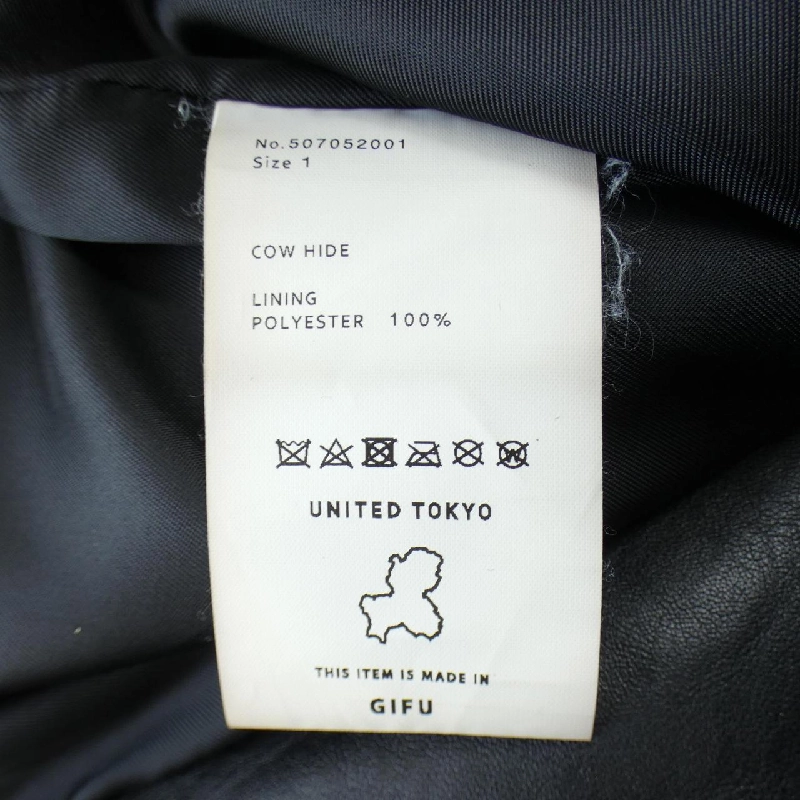 No.507052001
Size 1
COW HIDE
LINING
POLYESTER 100%
W
UNITED TOKYO
THIS ITEM IS MADE IN
GIFU